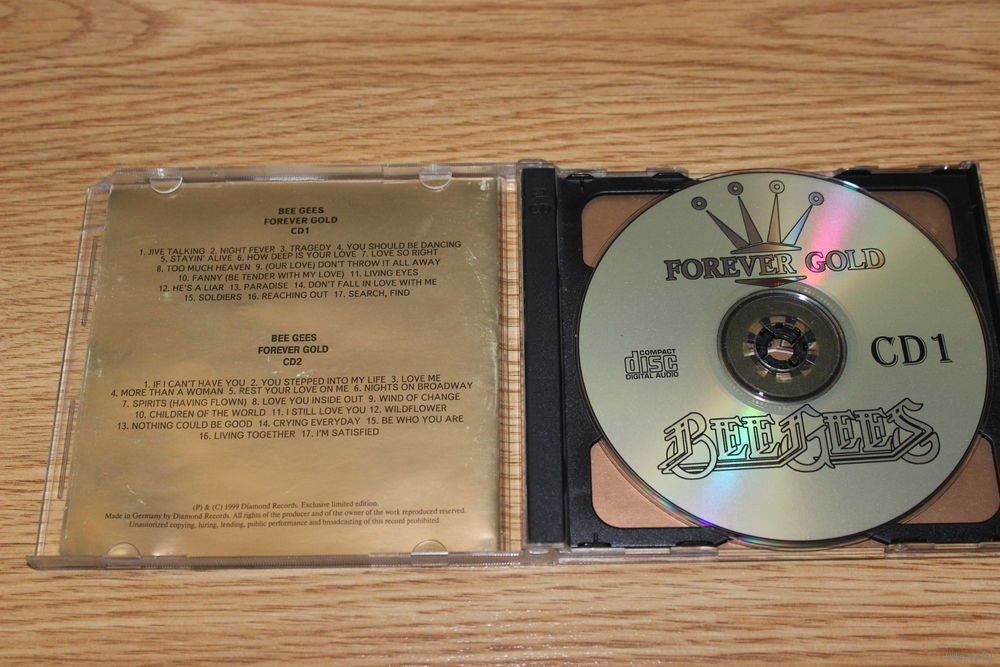 BEE GEES
FOREVER GOLD
CD1
1. JIVE TALKING 2. NIGHT FEVER 3. TRAGEDY 4. YOU SHOULD BE DANCING
5. STAYIN' ALIVE 6. HOW DEEP IS YOUR LOVE 7. LOVE SO RIGHT
8. TOO MUCH HEAVEN 9. (OUR LOVE) DON'T THROW IT ALL AWAY
10. FANNY (BE TENDER WITH MY LOVE) 11. LIVING EYES
12. HE'S A LIAR 13. PARADISE 14. DON'T FALL IN LOVE WITH ME
15. SOLDIERS 16. REACHING OUT 17. SEARCH, FIND
BEE GEES
FOREVER GOLD
CD2
1. IF I CAN'T HAVE YOU 2. YOU STEPPED INTO MY LIFE 3. LOVE ME
4. MORE THAN A WOMAN 5. REST YOUR LOVE ON ME 6. NIGHTS ON BROADWAY
7. SPIRITS (HAVING FLOWN) 8. LOVE YOU INSIDE OUT 9. WIND OF CHANGE
10. CHILDREN OF THE WORLD 11. I STILL LOVE YOU 12. WILDFLOWER
13. NOTHING COULD BE GOOD 14. CRYING EVERYDAY 15. BE WHO YOU ARE
16. LIVING TOGETHER 17. I'M SATISFIED
(P) & (C) 1999 Diamond Records. Exclusive limited edition.
Made in Germany by Diamond Records. All rights of the producer and of the owner of the work reproduced reserved.
Unautorized copying, hiring, lending, public performance and broadcasting of this record prohibited.
FOREVER GOLD
COMPACT
disc
DIGITAL AUDIO
CD1
BEE GEES